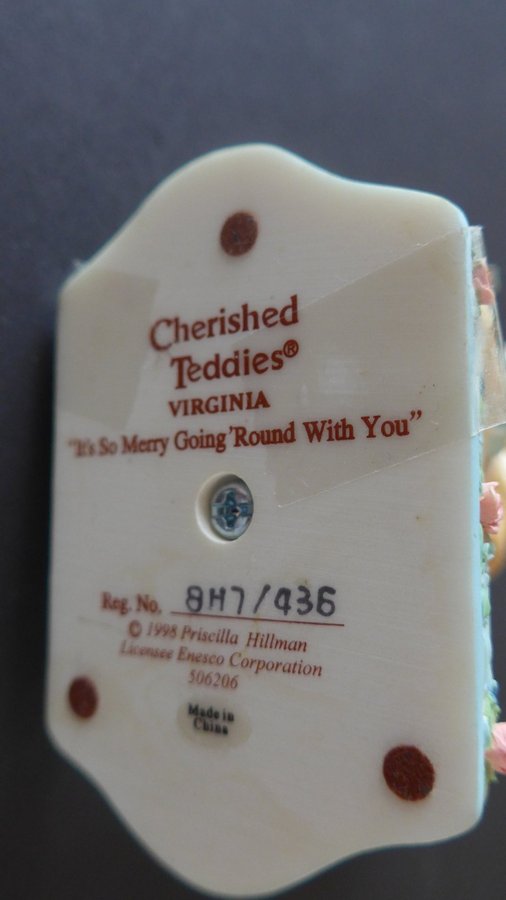 Cherished
Teddies®
VIRGINIA
"It's So Merry Going 'Round With You"
Reg. No. 8H7/436
© 1998 Priscilla Hillman
Licensee Enesco Corporation
506206
Made in
China